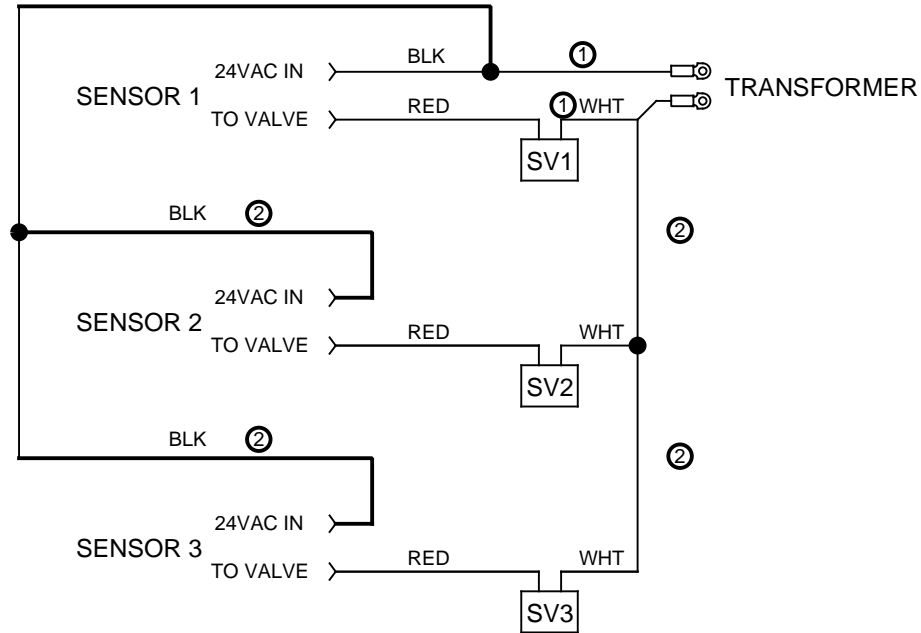 BLK ①
24VAC IN
SENSOR 1
TRANSFORMER
TO VALVE RED ① WHT
SV1
BLK ②
②
24VAC IN
SENSOR 2
TO VALVE RED WHT
SV2
BLK ②
②
24VAC IN
SENSOR 3
TO VALVE RED WHT
SV3